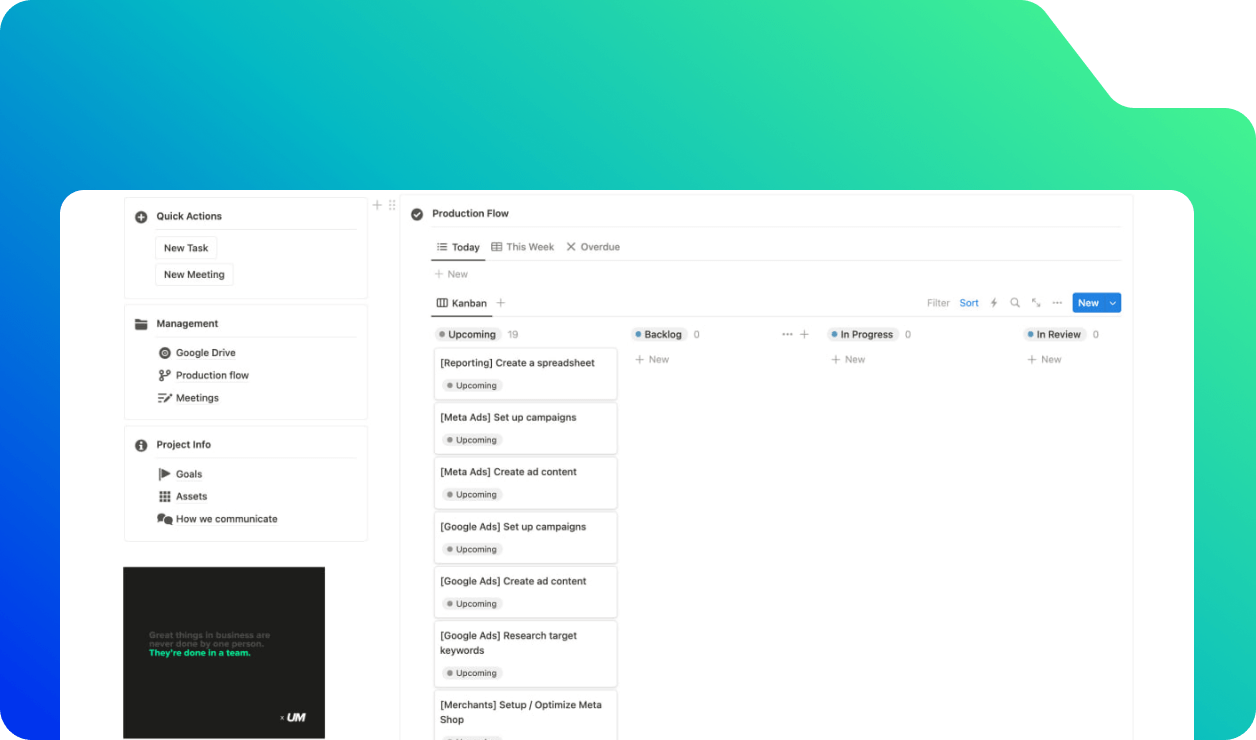 Quick Actions
New Task
New Meeting
Management
Google Drive
Production flow
Meetings
Project Info
Goals
Assets
How we communicate
Great things in business are
never done by one person.
They're done in a team.
× UM
Production Flow
Today This Week Overdue
New
Kanban
Filter Sort New
Upcoming 19 Backlog 0 In Progress 0 In Review 0
New New New
[Reporting] Create a spreadsheet
Upcoming
[Meta Ads] Set up campaigns
Upcoming
[Meta Ads] Create ad content
Upcoming
[Google Ads] Set up campaigns
Upcoming
[Google Ads] Create ad content
Upcoming
[Google Ads] Research target
keywords
Upcoming
[Merchants] Setup / Optimize Meta
Shop